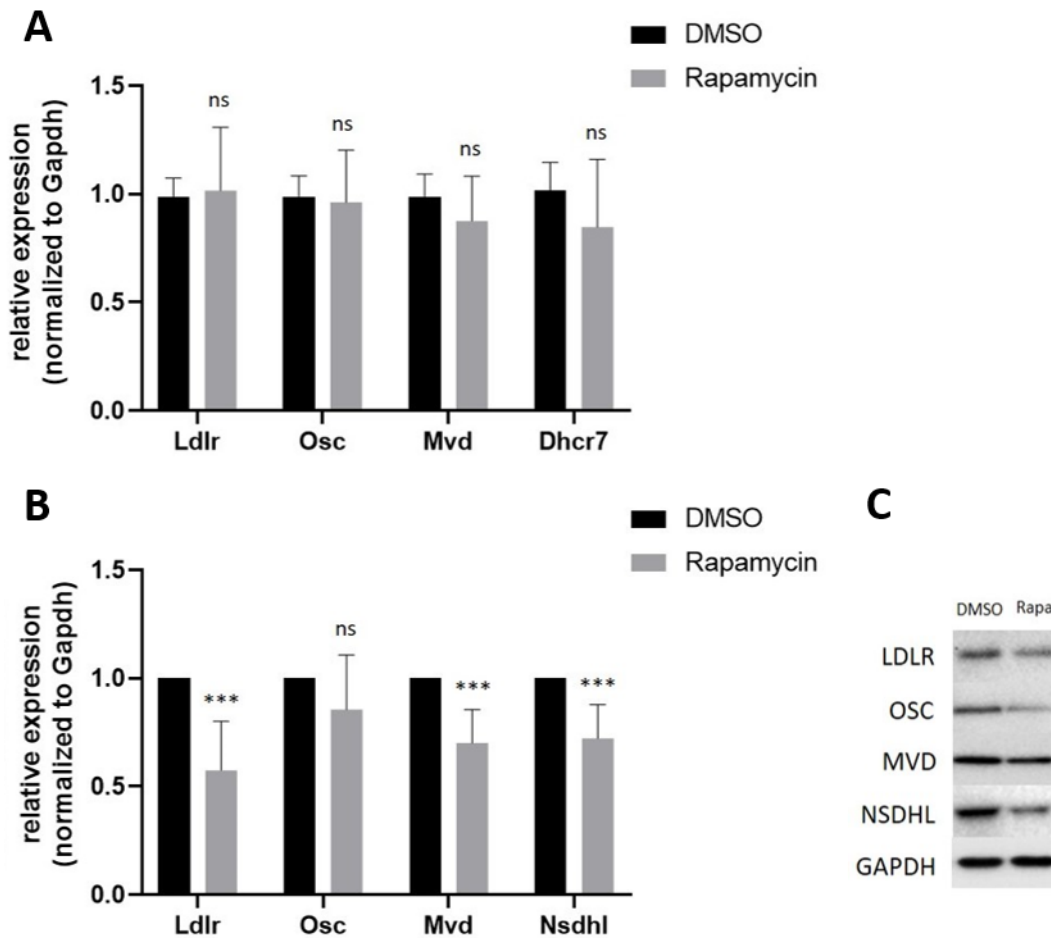 A
DMSO
Rapamycin
relative expression
(normalized to Gapdh)
1.5
1.0
0.5
0.0
ns
ns
ns
ns
Ldlr
Osc
Mvd
Dhcr7
B
DMSO
Rapamycin
relative expression
(normalized to Gapdh)
1.5
1.0
0.5
0.0
***
ns
***
***
Ldlr
Osc
Mvd
Nsdhl
C
DMSO Rapa
LDLR
OSC
MVD
NSDHL
GAPDH